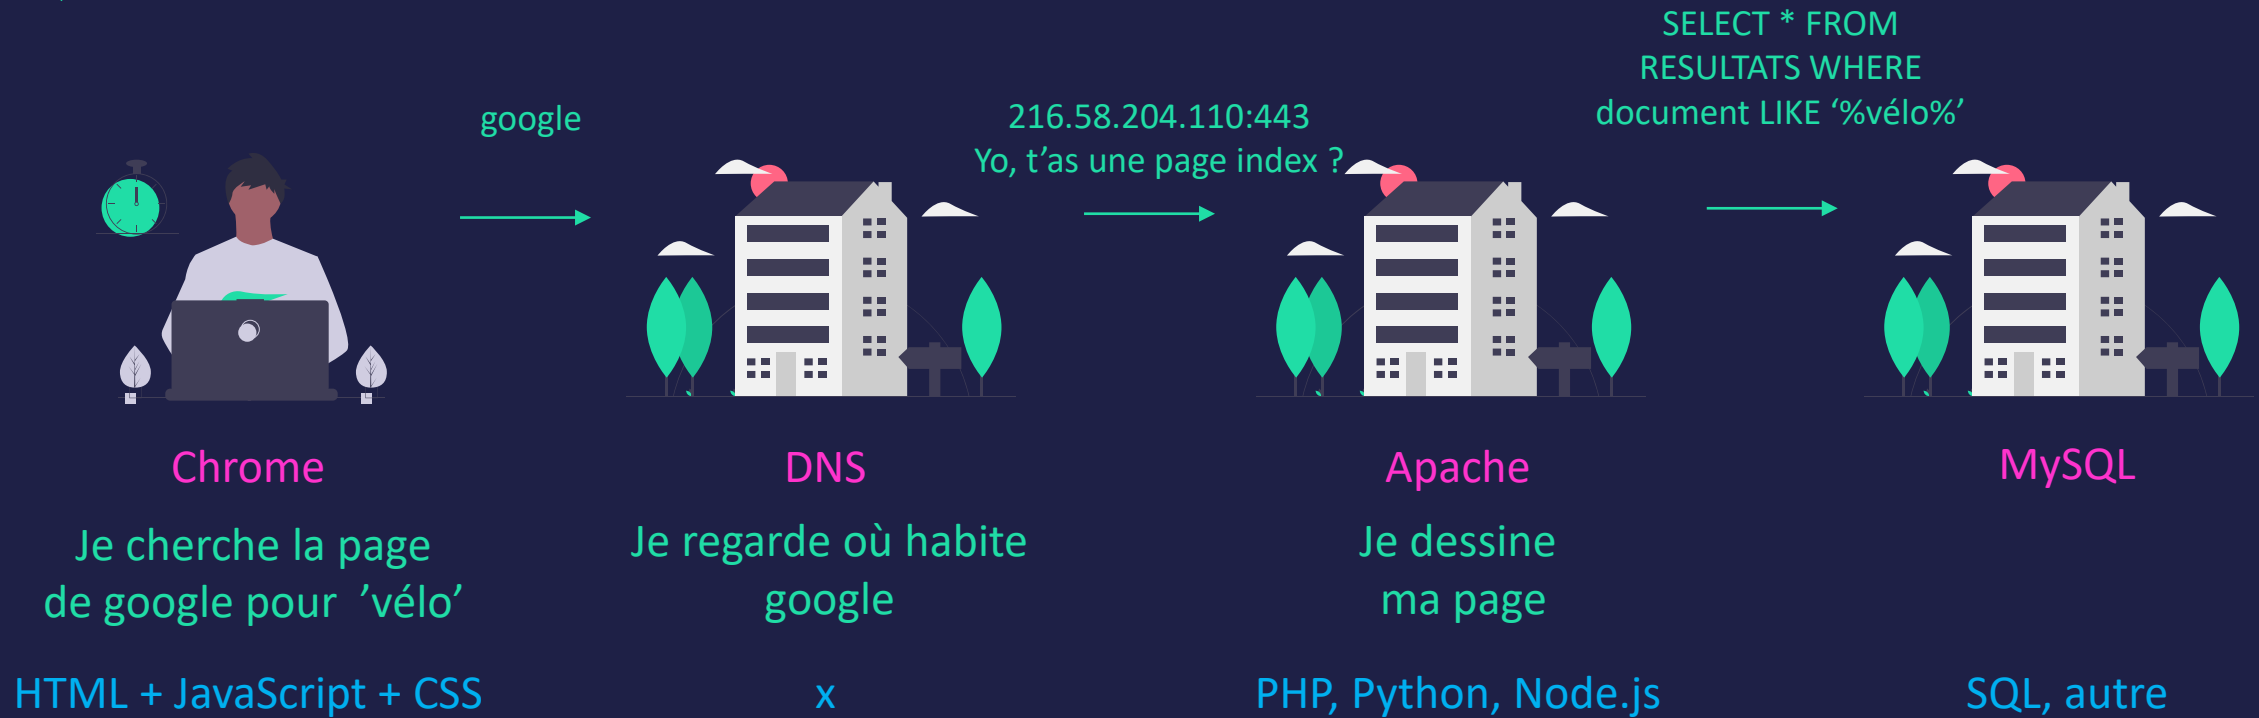 SELECT * FROM
RESULTATS WHERE
document LIKE ‘%vélo%’
google
216.58.204.110:443
Yo, t’as une page index ?
Chrome
DNS
Apache
MySQL
Je cherche la page
de google pour ’vélo’
Je regarde où habite
google
Je dessine
ma page
HTML + JavaScript + CSS
x
PHP, Python, Node.js
SQL, autre